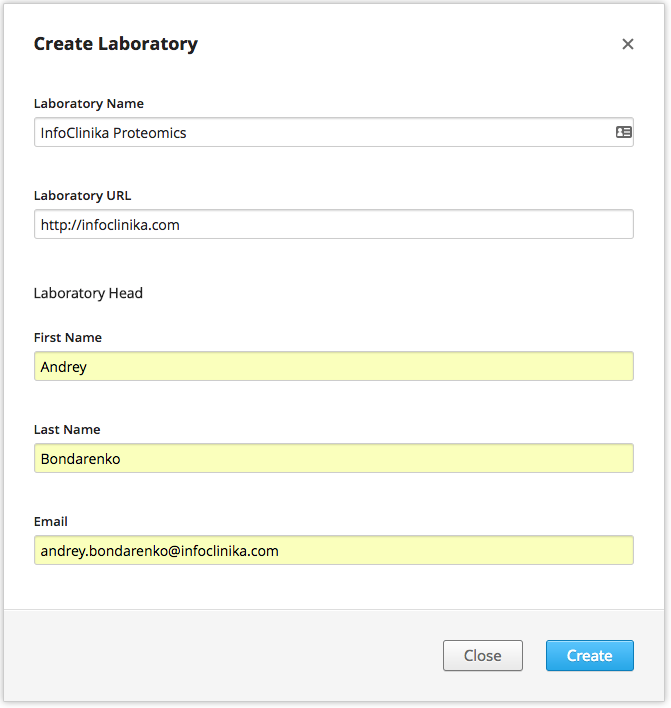 Create Laboratory
Laboratory Name
InfoClinika Proteomics
Laboratory URL
http://infoclinika.com
Laboratory Head
First Name
Andrey
Last Name
Bondarenko
Email
andrey.bondarenko@infoclinika.com
Close Create